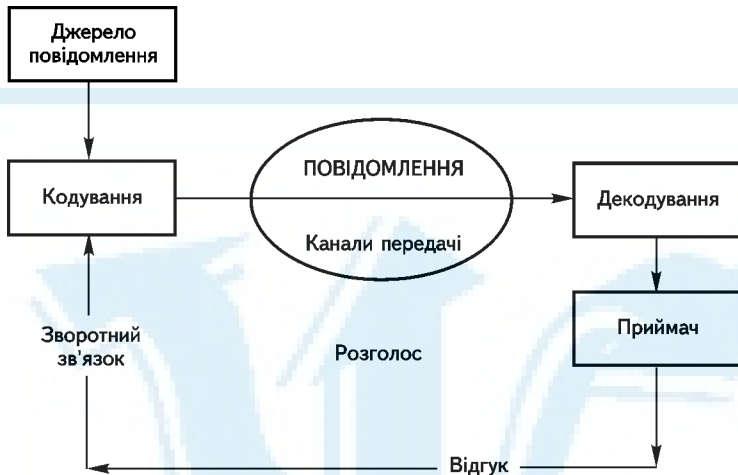 Джерело
повідомлення
ПОВІДОМЛЕННЯ
Кодування
Декодування
Канали передачі
Приймач
Зворотний
зв'язок
Розголос
Відгук